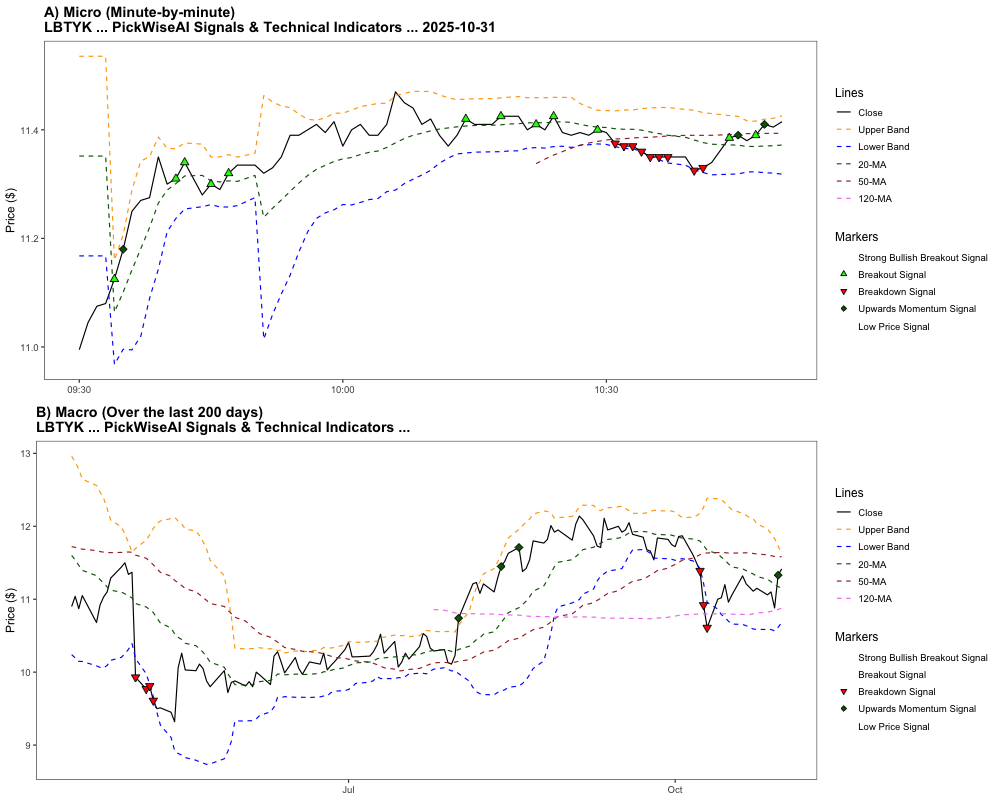 A) Micro (Minute-by-minute)
LBTYK ... PickWiseAI Signals & Technical Indicators ... 2025-10-31
Price ($)
11.4
11.2
11.0
09:30
10:00
10:30
Lines
Close
Upper Band
Lower Band
20-MA
50-MA
120-MA
Markers
Strong Bullish Breakout Signal
Breakout Signal
Breakdown Signal
Upwards Momentum Signal
Low Price Signal
B) Macro (Over the last 200 days)
LBTYK ... PickWiseAI Signals & Technical Indicators ...
Price ($)
13
12
11
10
9
Jul
Oct
Lines
Close
Upper Band
Lower Band
20-MA
50-MA
120-MA
Markers
Strong Bullish Breakout Signal
Breakout Signal
Breakdown Signal
Upwards Momentum Signal
Low Price Signal